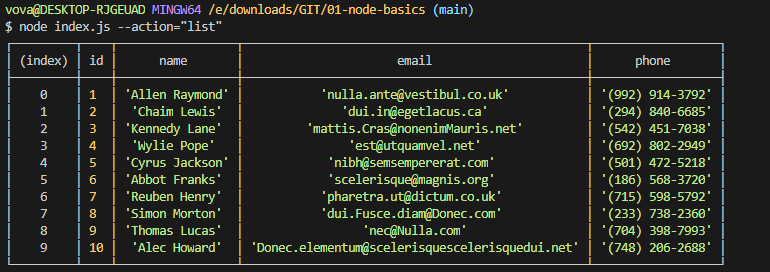 vova@DESKTOP-RJGEUAD MINGW64 /e/downloads/GIT/01-node-basics (main)
$ node index.js --action="list"
(index) id name email phone
0 1 'Allen Raymond' 'nulla.ante@vestibul.co.uk' '(992) 914-3792'
1 2 'Chaim Lewis' 'dui.in@egetlacus.ca' '(294) 840-6685'
2 3 'Kennedy Lane' 'mattis.Cras@nonenimMauris.net' '(542) 451-7038'
3 4 'Wylie Pope' 'est@utquamvel.net' '(692) 802-2949'
4 5 'Cyrus Jackson' 'nibh@semsempererat.com' '(501) 472-5218'
5 6 'Abbot Franks' 'scelerisque@magnis.org' '(186) 568-3720'
6 7 'Reuben Henry' 'pharetra.ut@dictum.co.uk' '(715) 598-5792'
7 8 'Simon Morton' 'dui.Fusce.diam@Donec.com' '(233) 738-2360'
8 9 'Thomas Lucas' 'nec@Nulla.com' '(704) 398-7993'
9 10 'Alec Howard' 'Donec.elementum@scelerisquescelerisquedui.net' '(748) 206-2688'